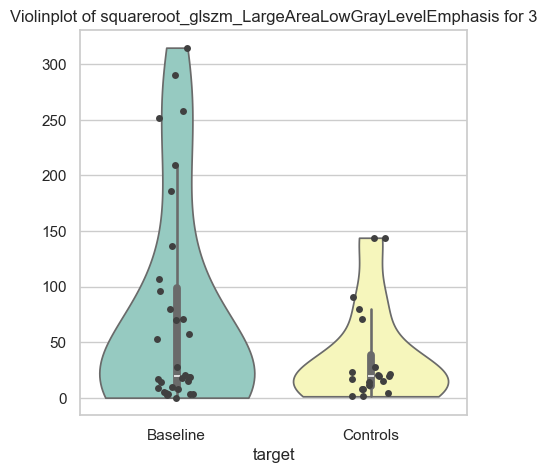 Violinplot of squareroot_glszm_LargeAreaLowGrayLevelEmphasis for 3
300
250
200
150
100
50
0
Baseline
Controls
target